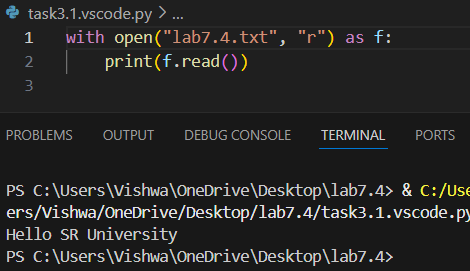 task3.1.vscode.py > ...
1 with open("lab7.4.txt", "r") as f:
2     print(f.read())
3
PROBLEMS OUTPUT DEBUG CONSOLE TERMINAL PORTS
PS C:\Users\Vishwa\OneDrive\Desktop\lab7.4> & C:/Use
ers/Vishwa/OneDrive/Desktop/lab7.4/task3.1.vscode.py
Hello SR University
PS C:\Users\Vishwa\OneDrive\Desktop\lab7.4>